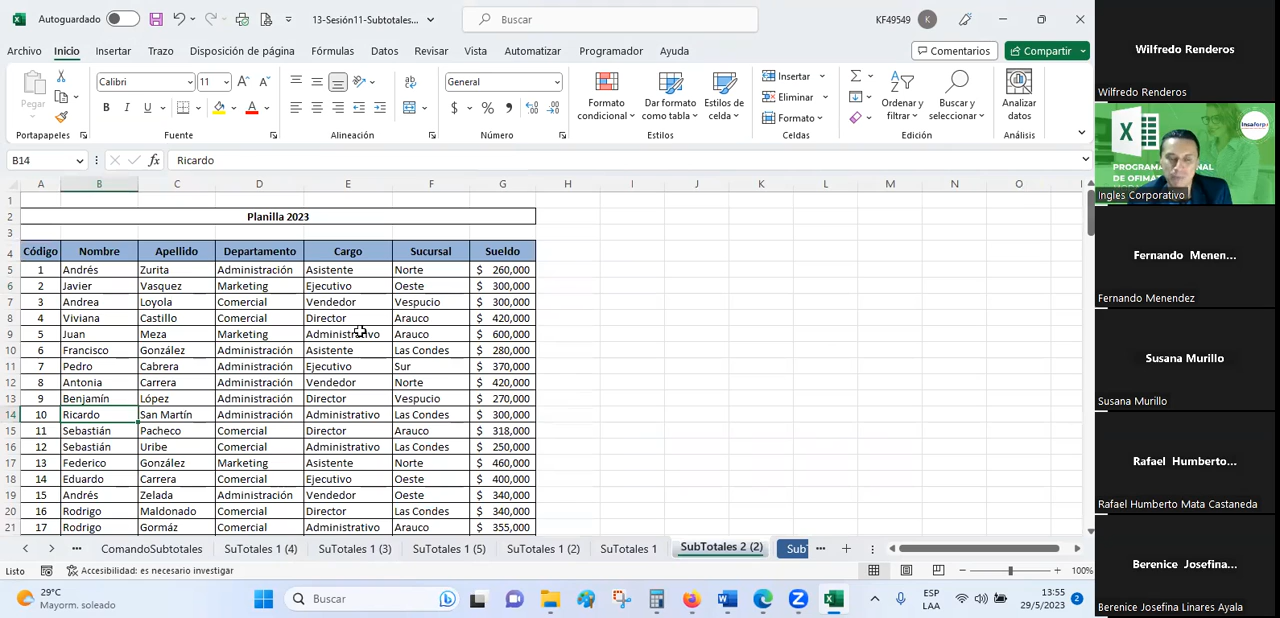 Autoguardado 13-Sesión11-Subtotales... Buscar KF49549 K
Archivo Inicio Insertar Trazo Disposición de página Fórmulas Datos Revisar Vista Automatizar Programador Ayuda Comentarios Compartir
Pegar Calibri 11 General Formato condicional Dar formato como tabla Estilos de celda Insertar Eliminar Formato Ordenar y filtrar Buscar y seleccionar Analizar datos
Portapapeles Fuente Alineación Número Estilos Celdas Edición Análisis
B14 fx Ricardo
A B C D E F G H I J K L M N O
1
2 Planilla 2023
3
4 Código Nombre Apellido Departamento Cargo Sucursal Sueldo
5 1 Andrés Zurita Administración Asistente Norte $ 260,000
6 2 Javier Vasquez Marketing Ejecutivo Oeste $ 300,000
7 3 Andrea Loyola Comercial Vendedor Vespucio $ 300,000
8 4 Viviana Castillo Comercial Director Arauco $ 420,000
9 5 Juan Meza Marketing Administrativo Arauco $ 600,000
10 6 Francisco González Administración Asistente Las Condes $ 280,000
11 7 Pedro Cabrera Administración Ejecutivo Sur $ 370,000
12 8 Antonia Carrera Administración Vendedor Norte $ 420,000
13 9 Benjamín López Administración Director Vespucio $ 270,000
14 10 Ricardo San Martín Administración Administrativo Las Condes $ 300,000
15 11 Sebastián Pacheco Comercial Director Arauco $ 318,000
16 12 Sebastián Uribe Comercial Administrativo Las Condes $ 250,000
17 13 Federico González Marketing Asistente Norte $ 460,000
18 14 Eduardo Carrera Comercial Ejecutivo Oeste $ 400,000
19 15 Andrés Zelada Administración Vendedor Oeste $ 340,000
20 16 Rodrigo Maldonado Comercial Director Las Condes $ 340,000
21 17 Rodrigo Gormáz Comercial Administrativo Arauco $ 355,000
ComandoSubtotales SuTotales 1 (4) SuTotales 1 (3) SuTotales 1 (5) SuTotales 1 (2) SuTotales 1 SubTotales 2 (2) SubT
Listo Accesibilidad: es necesario investigar 100%
29°C
Mayorm. soleado
Buscar
ESP
LAA
13:55
29/5/2023
2
Wilfredo Renderos
Wilfredo Renderos
Insaforp
PROGRAMA
DE OFIMÁT
Ingles Corporativo
Fernando Menen...
Fernando Menendez
Susana Murillo
Susana Murillo
Rafael Humberto...
Rafael Humberto Mata Castaneda
Berenice Josefina...
Berenice Josefina Linares Ayala